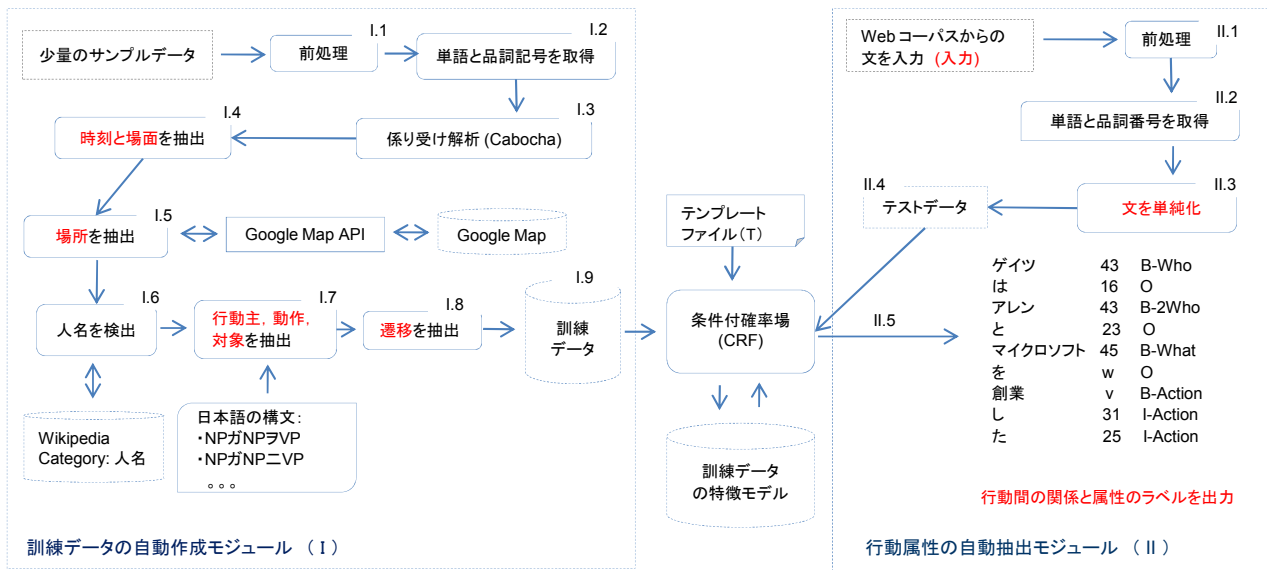 I.1
I.2
少量のサンプルデータ
前処理
単語と品詞記号を取得
I.3
係り受け解析 (Cabocha)
I.4
時刻と場面を抽出
I.5
場所を抽出
Google Map API
Google Map
I.6
人名を検出
I.7
行動主，動作，
対象を抽出
I.8
遷移を抽出
I.9
訓練
データ
Wikipedia
Category: 人名
日本語の構文：
・NPガNPヲVP
・NPガNPニVP
。。。
訓練データの自動作成モジュール （Ⅰ）
テンプレート
ファイル（T）
条件付確率場
(CRF)
訓練データ
の特徴モデル
Web コーパスからの
文を入力 (入力)
II.1
前処理
II.2
単語と品詞番号を取得
II.3
文を単純化
II.4
テストデータ
II.5
ゲイツ 43 B-Who
は 16 O
アレン 43 B-2Who
と 23 O
マイクロソフト 45 B-What
を w O
創業 v B-Action
し 31 I-Action
た 25 I-Action
行動間の関係と属性のラベルを出力
行動属性の自動抽出モジュール （Ⅱ）